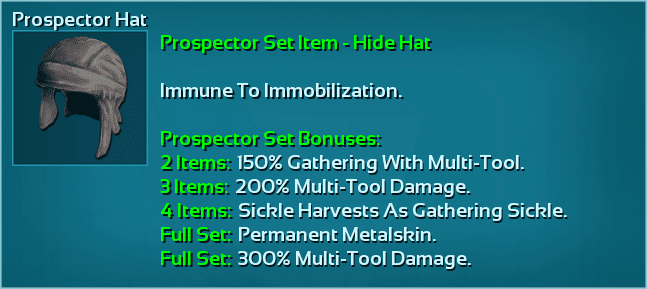 Prospector Hat
Prospector Set Item - Hide Hat
Immune To Immobilization.
Prospector Set Bonuses:
2 Items: 150% Gathering With Multi-Tool.
3 Items: 200% Multi-Tool Damage.
4 Items: Sickle Harvests As Gathering Sickle.
Full Set: Permanent Metalskin.
Full Set: 300% Multi-Tool Damage.